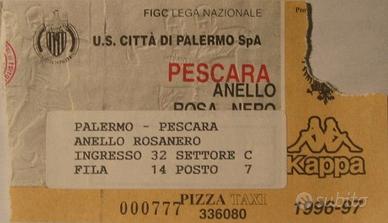 FIGC LEGA NAZIONALE
U.S. CITTÀ DI PALERMO SpA
PESCARA
ANELLO
ROSA NERO
PALERMO - PESCARA
ANELLO ROSANERO
INGRESSO 32 SETTORE C
FILA 14 POSTO 7
Kappa
1996-97
000777
PIZZA TAXI
336080
subito